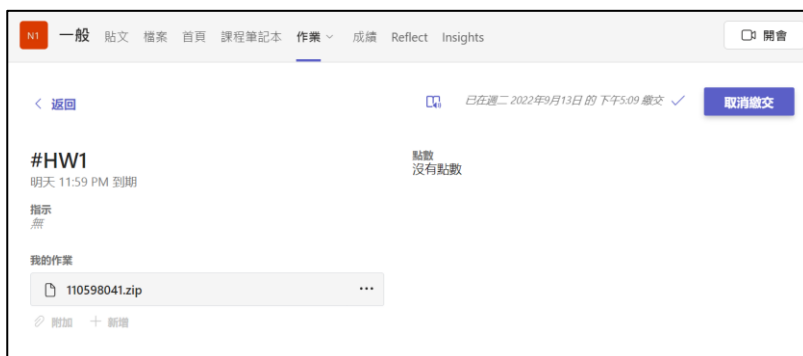 N1 一般 貼文 檔案 首頁 課程筆記本 作業 成績 Reflect Insights 開會
返回 已在週二 2022年9月13日 的 下午5:09 繳交 取消繳交
#HW1
明天 11:59 PM 到期
點數
沒有點數
指示
無
我的作業
110598041.zip
附加 新增